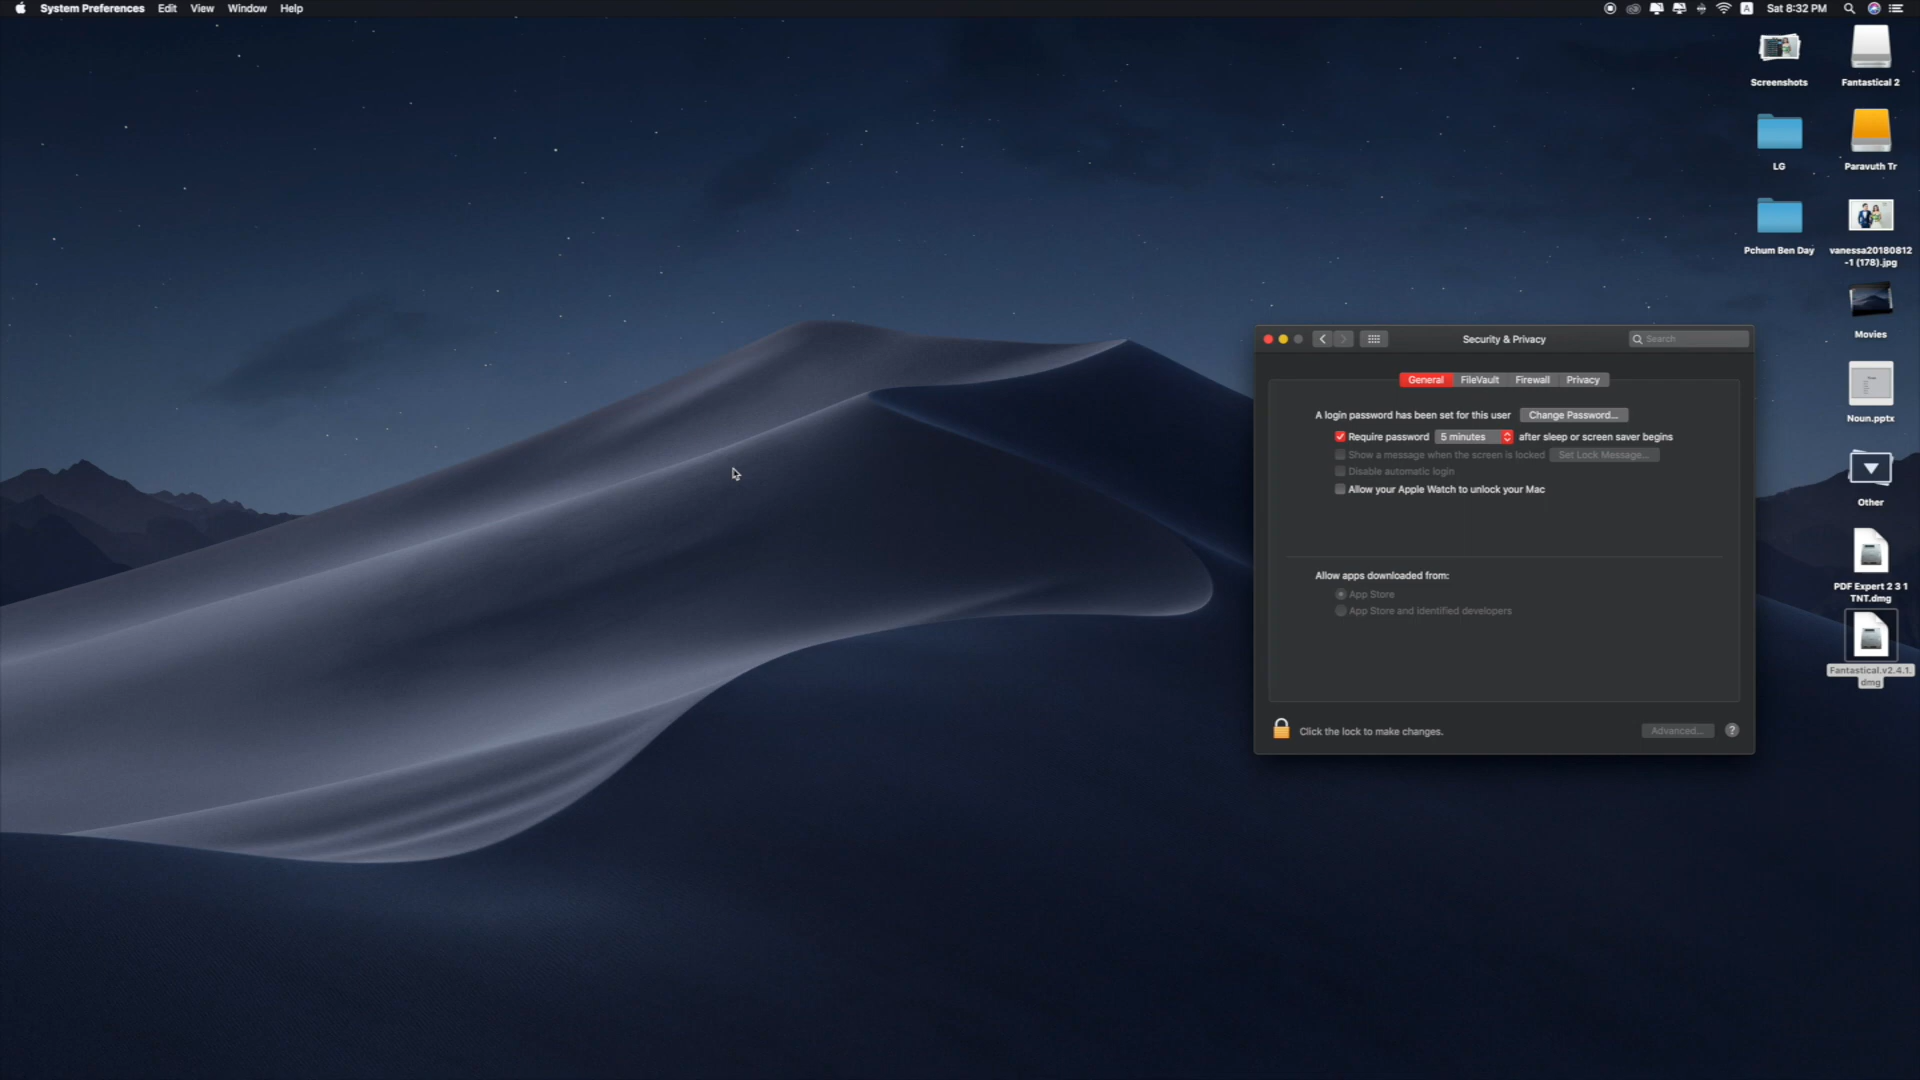 System Preferences Edit View Window Help
A Sat 8:32 PM
Screenshots
Fantastical 2
LG
Paravuth Tr
Pchum Ben Day
vanessa20180812
-1 (178).jpg
Movies
Noun.pptx
Other
PDF Expert 2 3 1
TNT.dmg
Fantastical.v2.4.1.
dmg
Security & Privacy
Search
General FileVault Firewall Privacy
A login password has been set for this user Change Password...
Require password 5 minutes after sleep or screen saver begins
Show a message when the screen is locked Set Lock Message...
Disable automatic login
Allow your Apple Watch to unlock your Mac
Allow apps downloaded from:
App Store
App Store and identified developers
Click the lock to make changes.
Advanced... ?